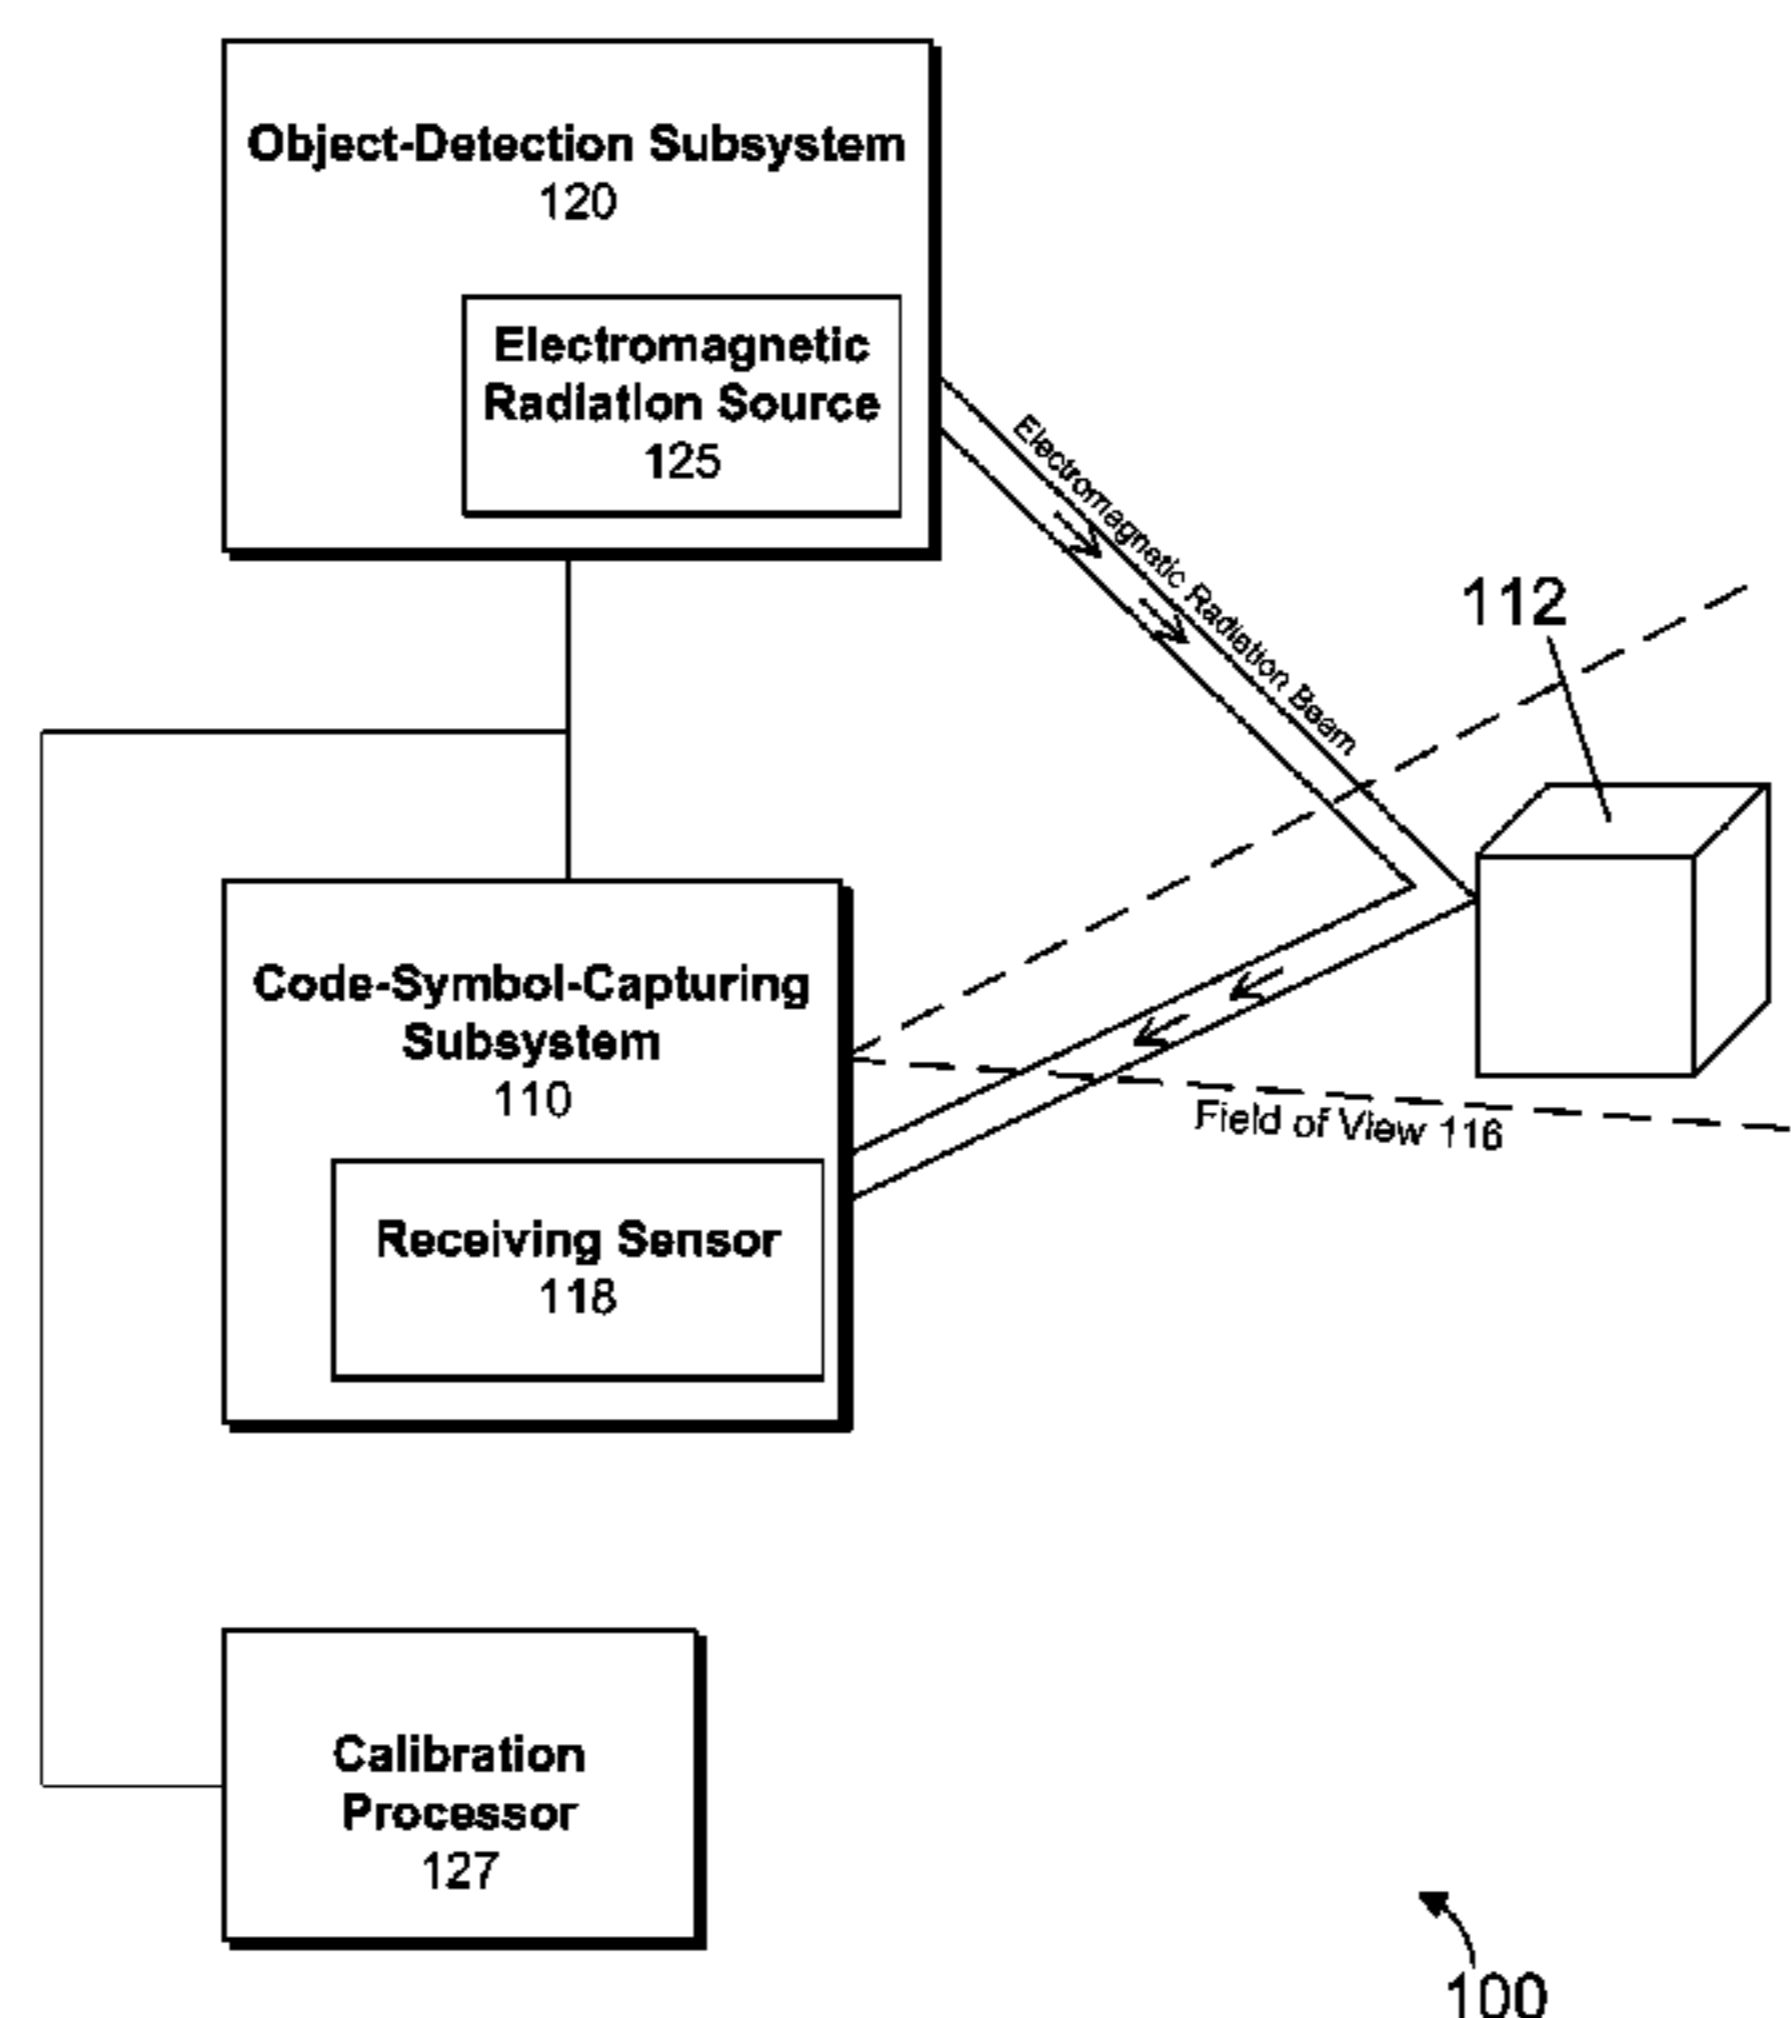 Object-Detection Subsystem
120
Electromagnetic
Radiation Source
125
Electromagnetic Radiation Beam
112
Code-Symbol-Capturing
Subsystem
110
Field of View 116
Receiving Sensor
118
Calibration
Processor
127
100